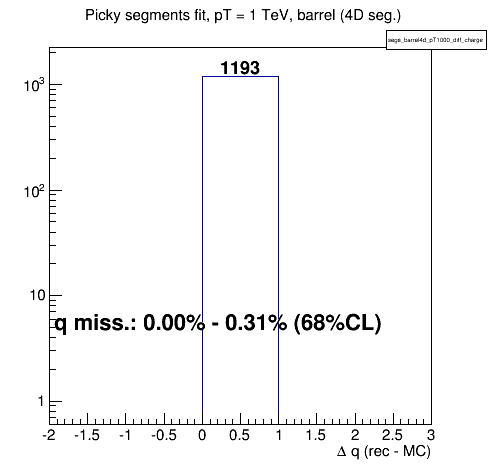 Picky segments fit, pT = 1 TeV, barrel (4D seg.)
segs_barrel4d_pT1000_diff_charge
1193
10³
10²
10
1
q miss.: 0.00% - 0.31% (68%CL)
-2 -1.5 -1 -0.5 0 0.5 1 1.5 2 2.5 3
Δ q (rec - MC)